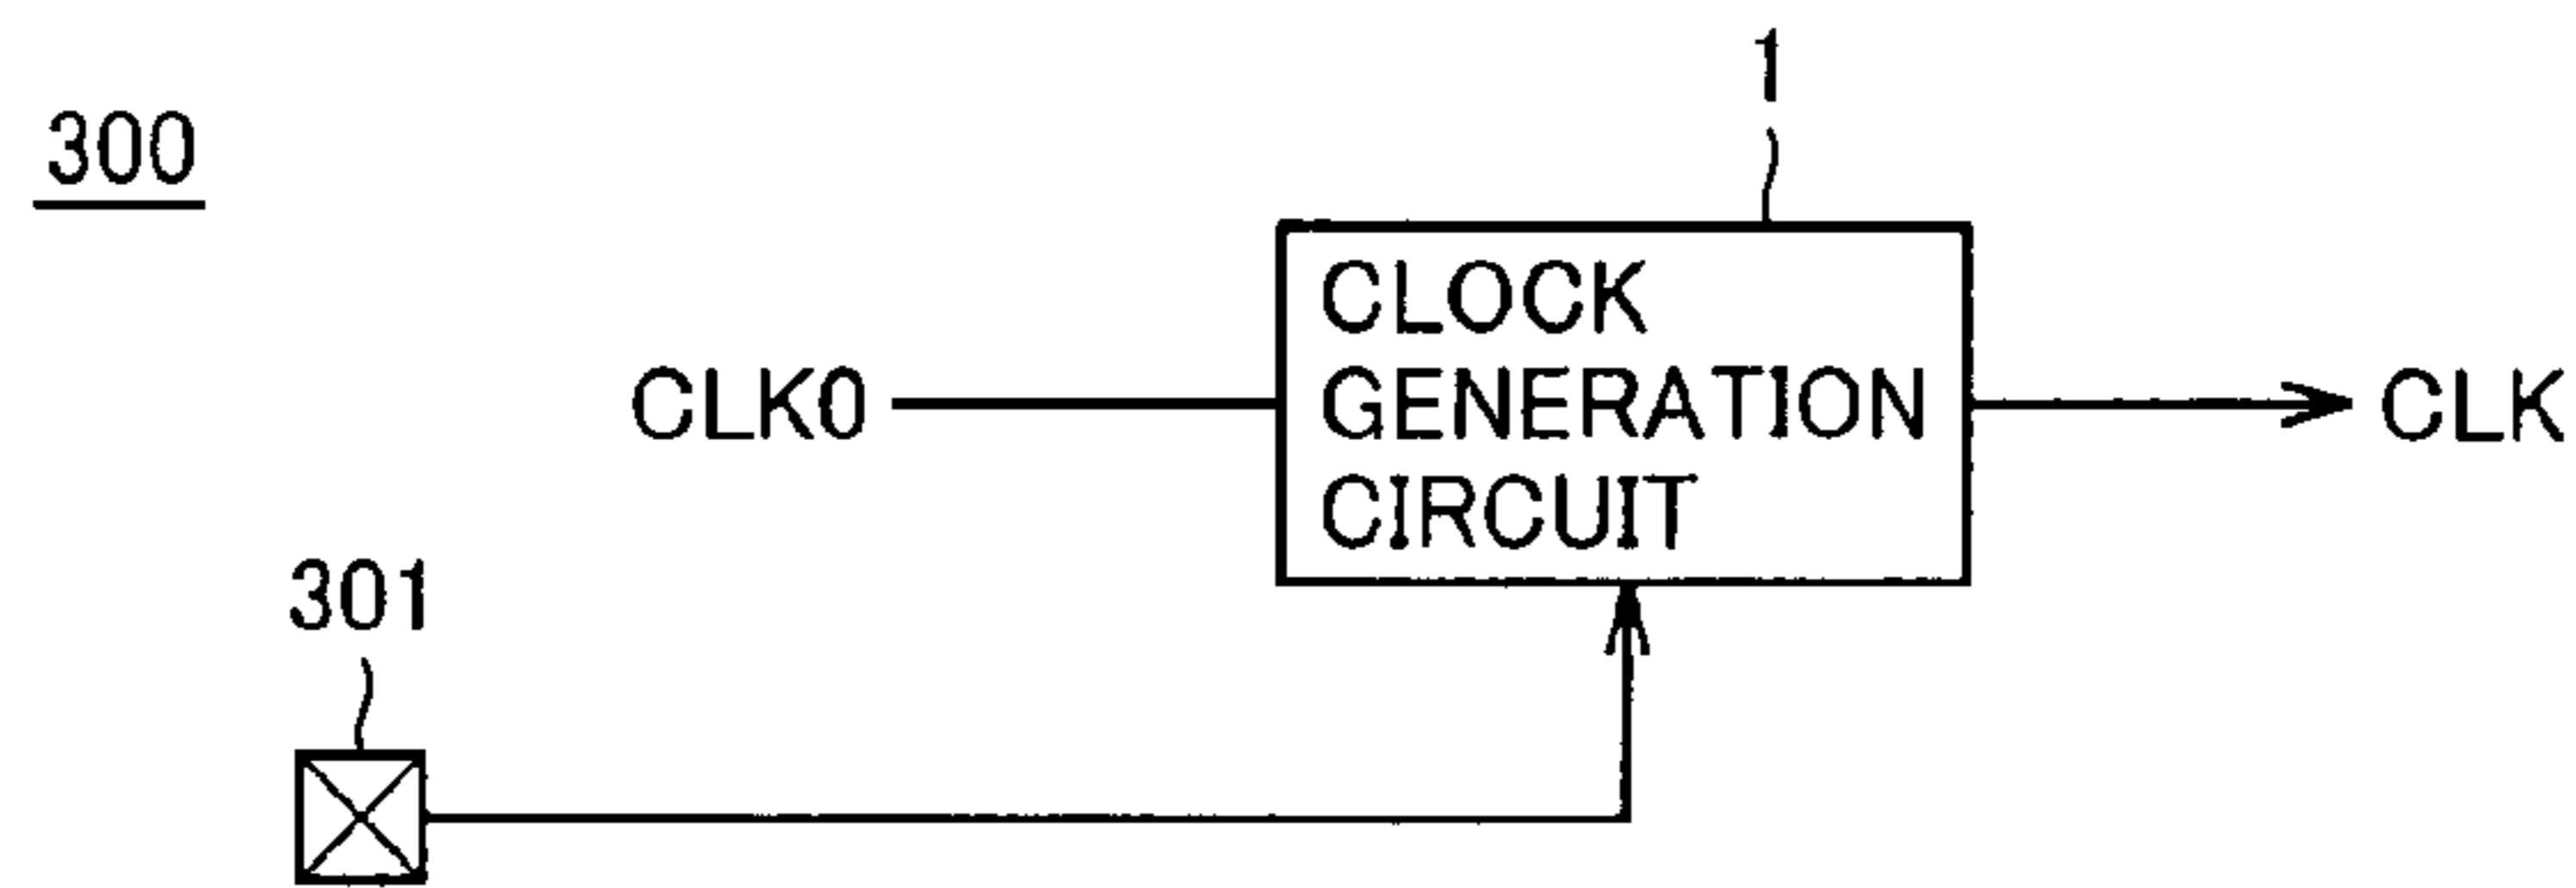 1
300
CLOCK
CLK0 GENERATION CLK
CIRCUIT
301